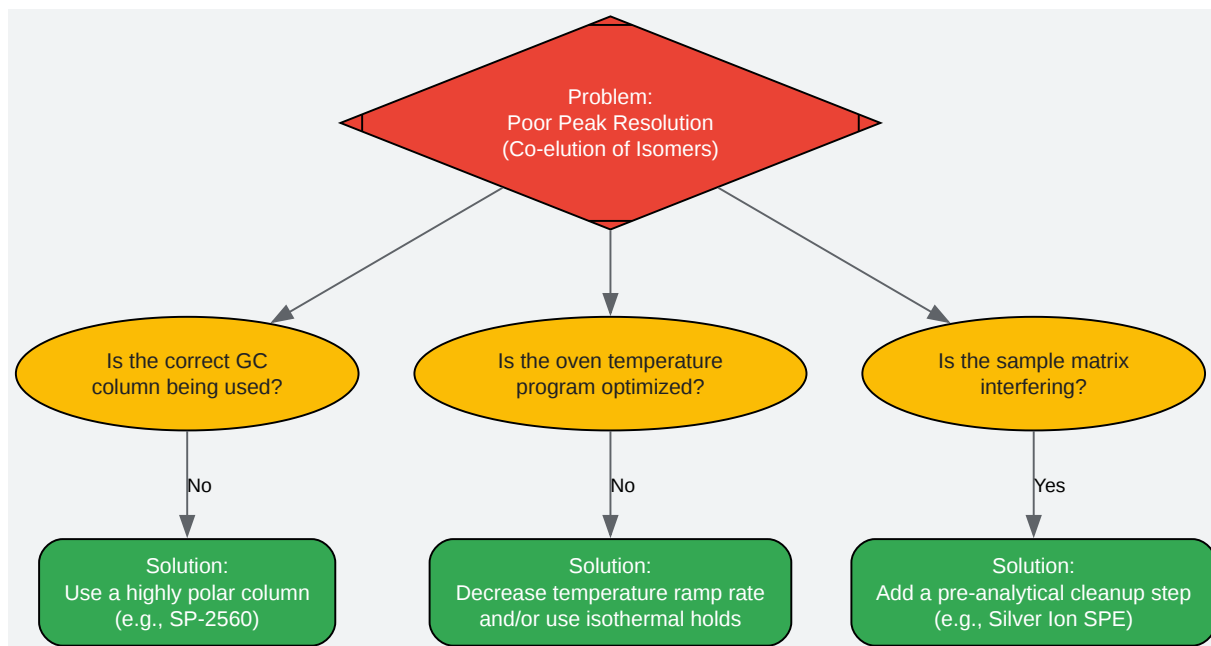 Problem:
Poor Peak Resolution
(Co-elution of Isomers)
Is the correct GC
column being used?
Is the oven temperature
program optimized?
Is the sample matrix
interfering?
No
No
Yes
Solution:
Use a highly polar column
(e.g., SP-2560)
Solution:
Decrease temperature ramp rate
and/or use isothermal holds
Solution:
Add a pre-analytical cleanup step
(e.g., Silver Ion SPE)